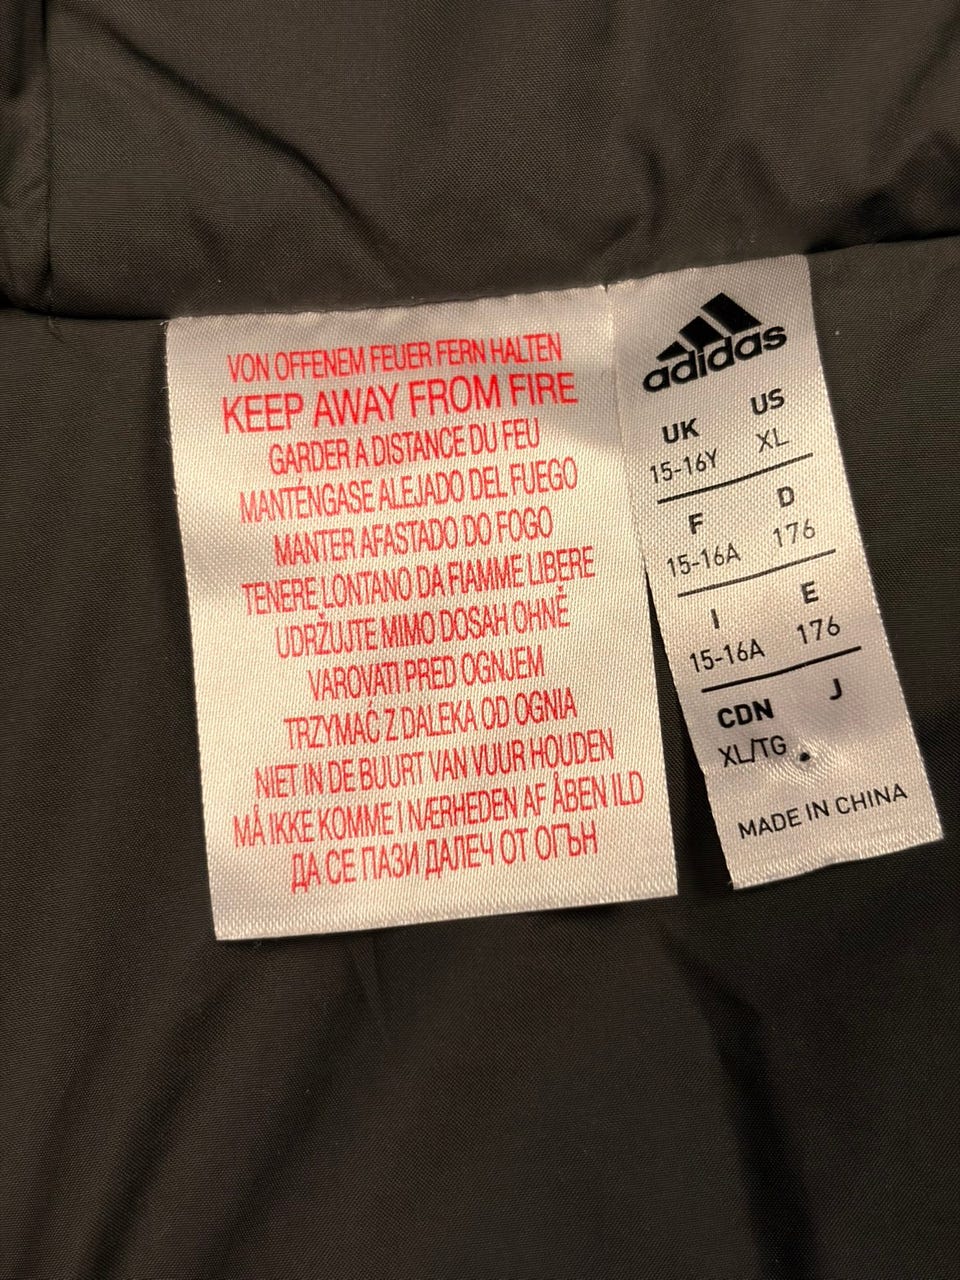 VON OFFENEM FEUER FERN HALTEN
KEEP AWAY FROM FIRE
GARDER A DISTANCE DU FEU
MANTÉNGASE ALEJADO DEL FUEGO
MANTER AFASTADO DO FOGO
TENERE LONTANO DA FIAMME LIBERE
UDRŽUJTE MIMO DOSAH OHNĚ
VAROVATI PRED OGNJEM
TRZYMAĆ Z DALEKA OD OGNIA
NIET IN DE BUURT VAN VUUR HOUDEN
MÅ IKKE KOMME I NÆRHEDEN AF ÅBEN ILD
ДА СЕ ПАЗИ ДАЛЕЧ ОТ ОГЪН
adidas
UK US
15-16Y XL
F D
15-16A 176
I E
15-16A 176
CDN J
XL/TG
MADE IN CHINA